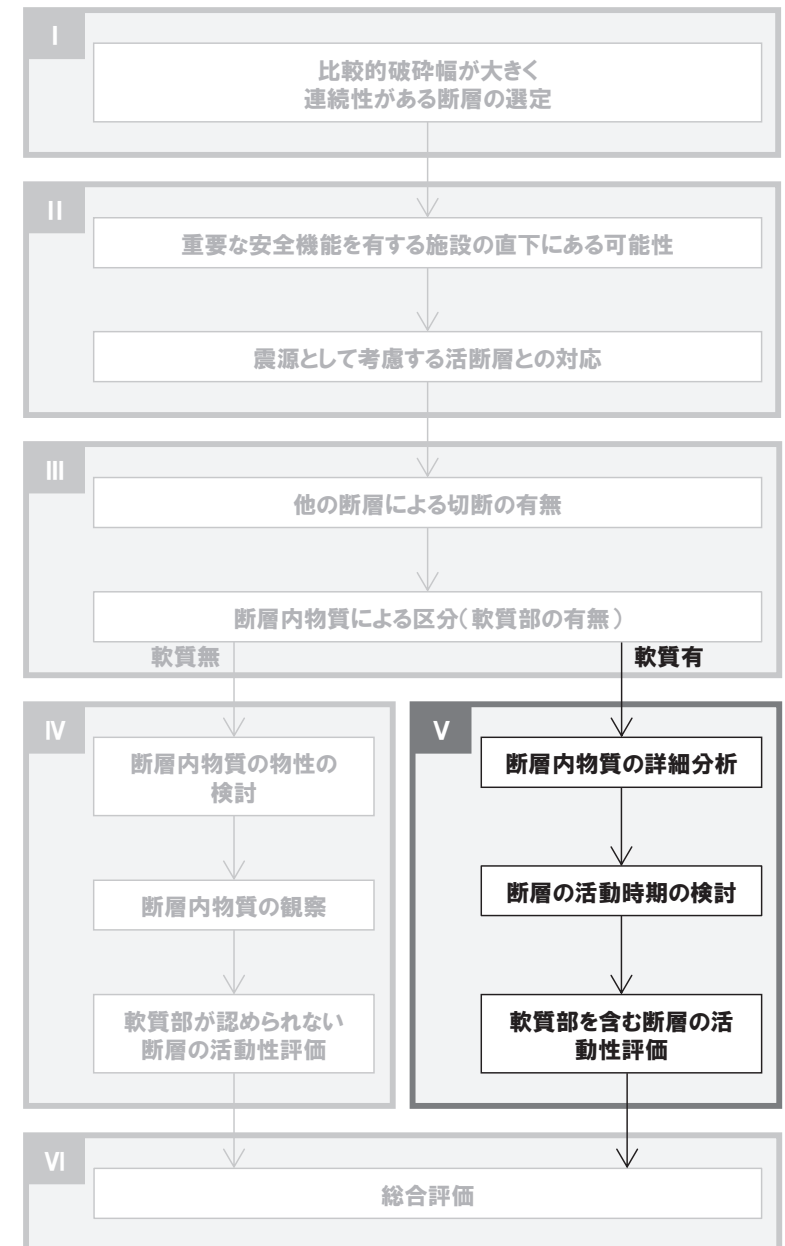 I
比較的破砕幅が大きく
連続性がある断層の選定
II
重要な安全機能を有する施設の直下にある可能性
震源として考慮する活断層との対応
III
他の断層による切断の有無
断層内物質による区分(軟質部の有無)
軟質無
軟質有
IV
断層内物質の物性の
検討
断層内物質の観察
軟質部が認められない
断層の活動性評価
V
断層内物質の詳細分析
断層の活動時期の検討
軟質部を含む断層の活
動性評価
VI
総合評価